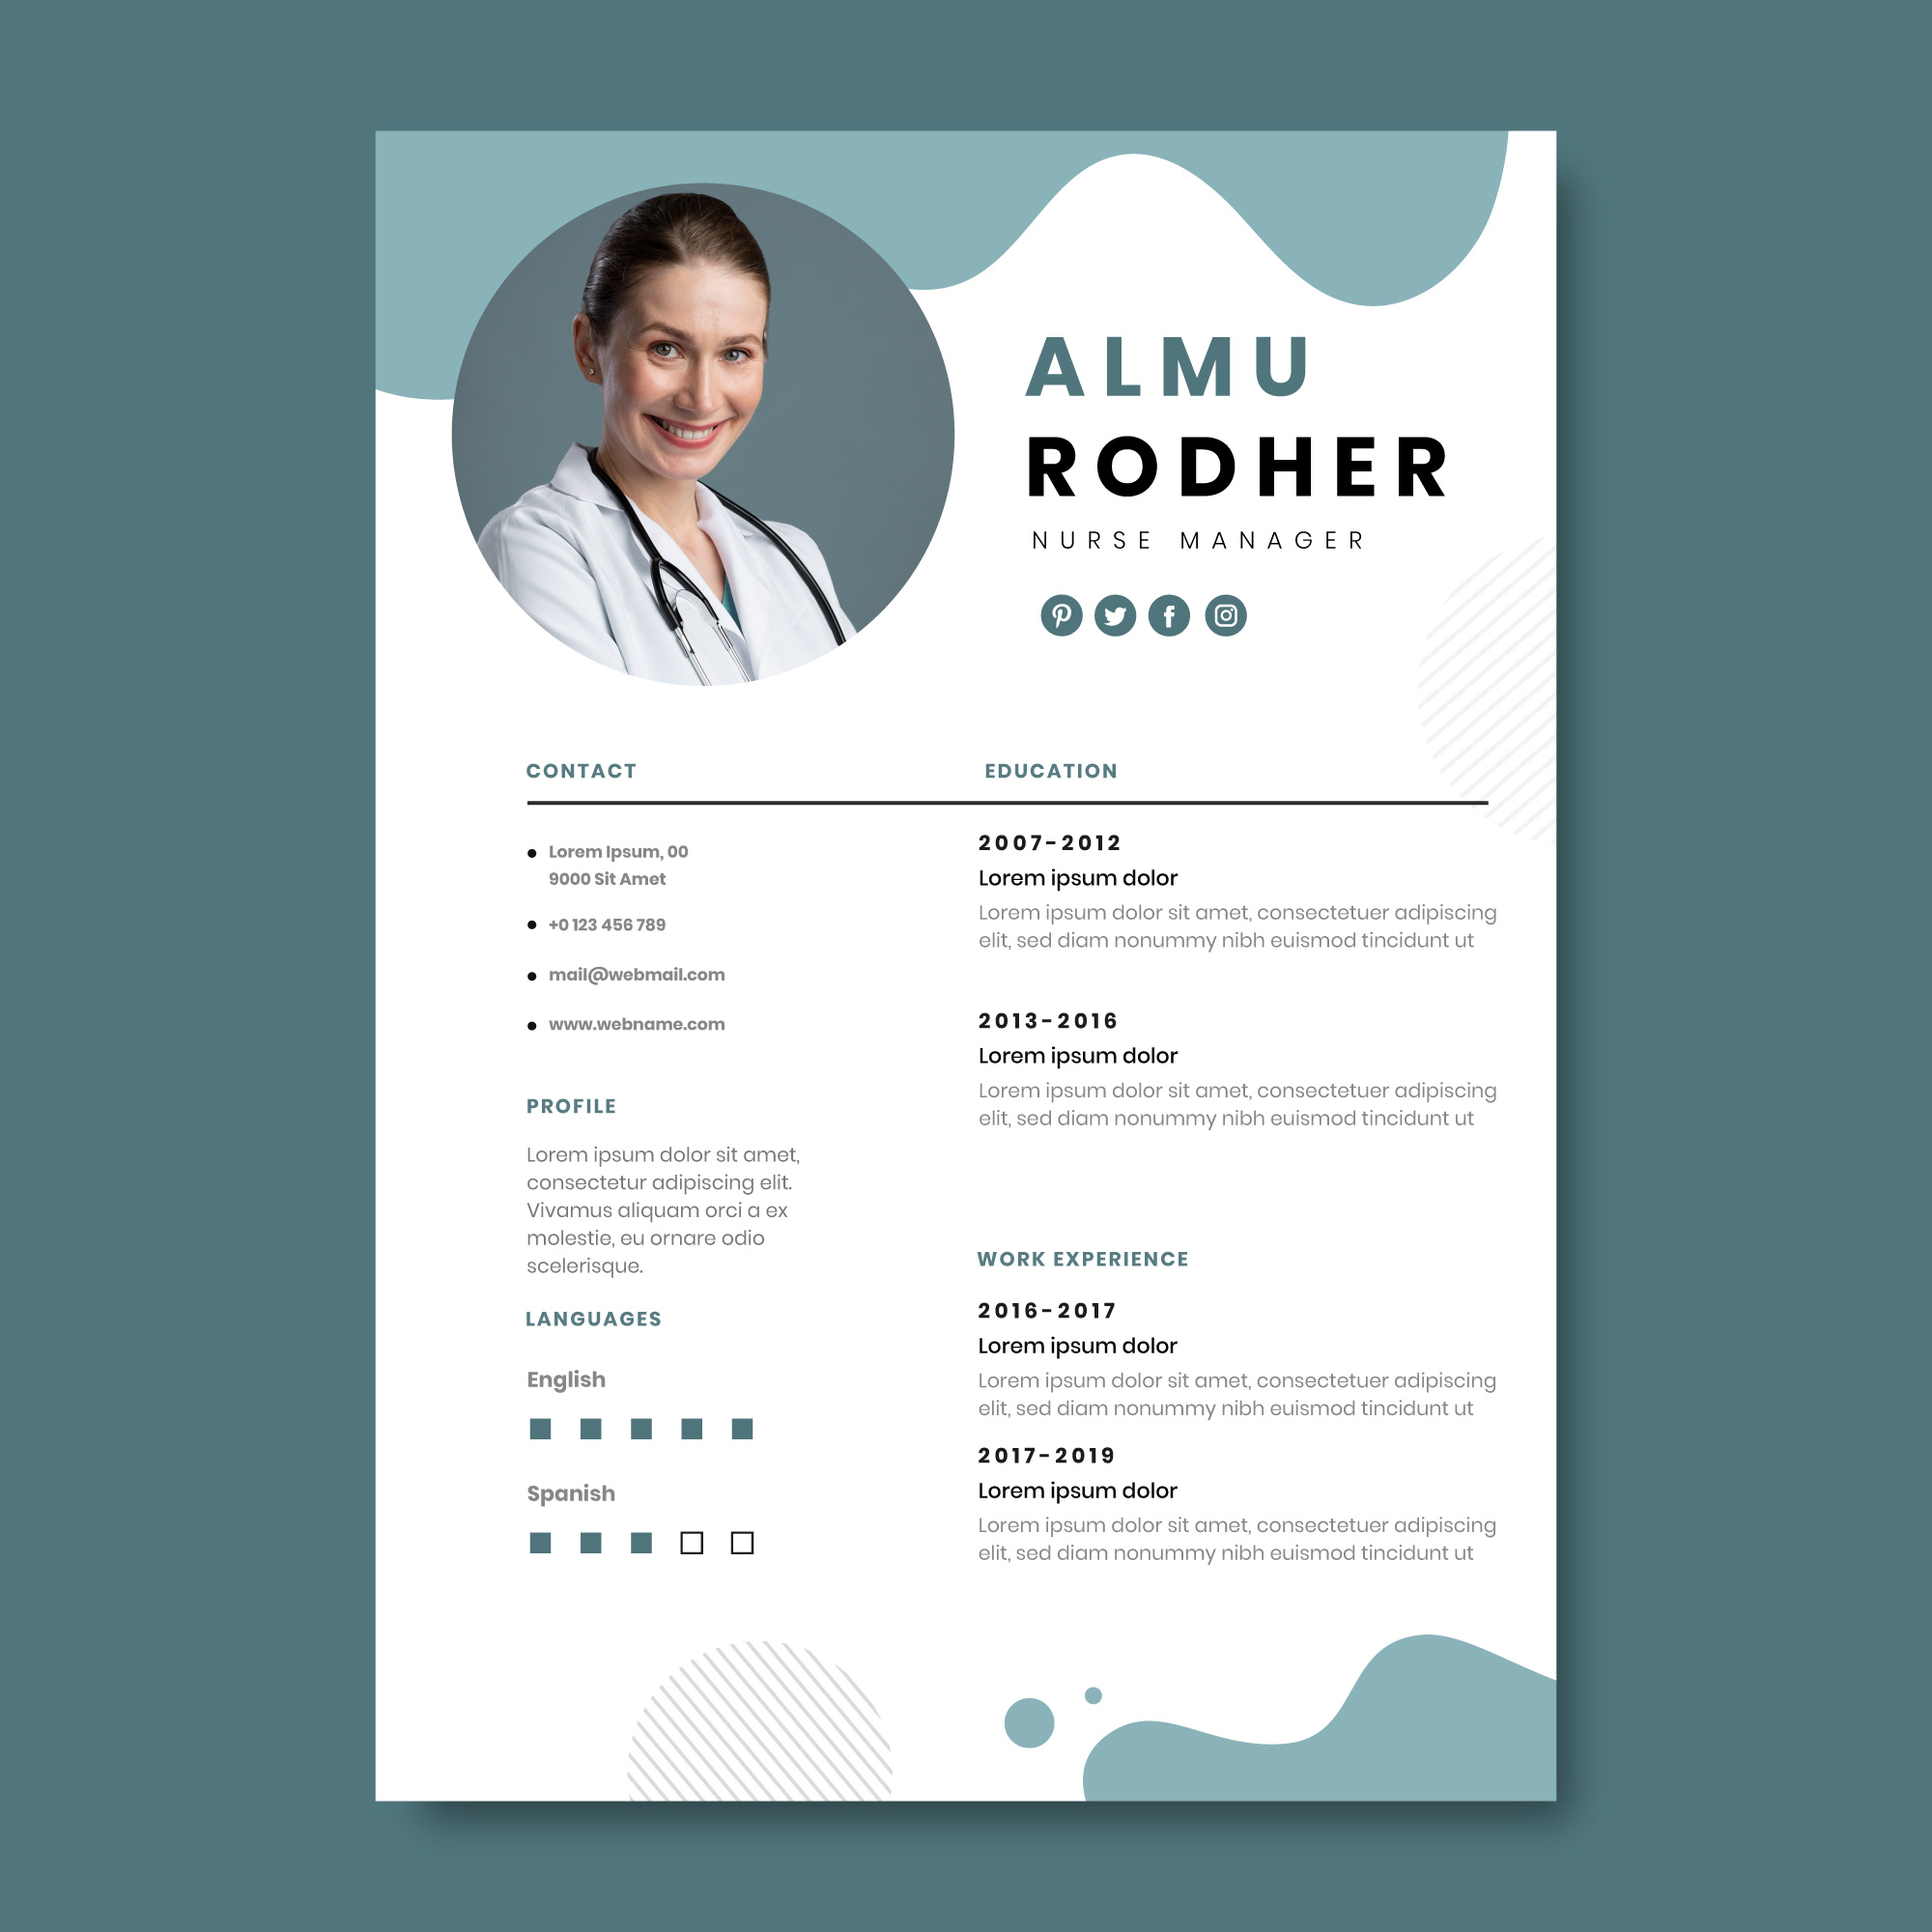 ALMU
RODHER
NURSE MANAGER
CONTACT
Lorem Ipsum, 00
9000 Sit Amet
+0 123 456 789
mail@webmail.com
www.webname.com
PROFILE
Lorem ipsum dolor sit amet,
consectetur adipiscing elit.
Vivamus aliquam orci a ex
molestie, eu ornare odio
scelerisque.
LANGUAGES
English
Spanish
EDUCATION
2007-2012
Lorem ipsum dolor
Lorem ipsum dolor sit amet, consectetuer adipiscing
elit, sed diam nonummy nibh euismod tincidunt ut
2013-2016
Lorem ipsum dolor
Lorem ipsum dolor sit amet, consectetuer adipiscing
elit, sed diam nonummy nibh euismod tincidunt ut
WORK EXPERIENCE
2016-2017
Lorem ipsum dolor
Lorem ipsum dolor sit amet, consectetuer adipiscing
elit, sed diam nonummy nibh euismod tincidunt ut
2017-2019
Lorem ipsum dolor
Lorem ipsum dolor sit amet, consectetuer adipiscing
elit, sed diam nonummy nibh euismod tincidunt ut